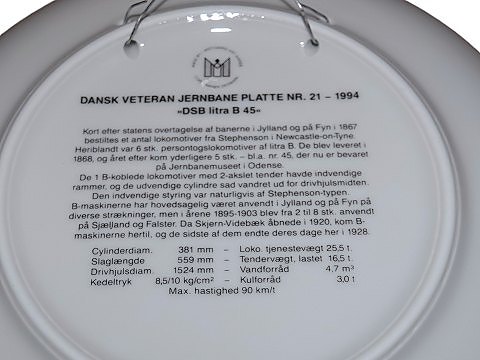 DANSK VETERAN JERNBANE PLATTE NR. 21 – 1994
»DSB litra B 45«
Kort efter statens overtagelse af banerne i Jylland og på Fyn i 1867
bestiltes et antal lokomotiver fra Stephenson i Newcastle-on-Tyne.
Heriblandt var 6 stk. persontogslokomotiver af litra B. De blev leveret i
1868, og året efter kom yderligere 5 stk. – bl.a. nr. 45, der nu er bevaret
på Jernbanemuseet i Odense.
De 1 B-koblede lokomotiver med 2-akslet tender havde indvendige
rammer, og de udvendige cylindre sad vandret ud for drivhjulsmidten.
Den indvendige styring var naturligvis af Stephenson-typen.
B-maskinerne har hovedsagelig været anvendt i Jylland og på Fyn på
diverse strækninger, men i årene 1895-1903 blev fra 2 til 8 stk. anvendt
på Sjælland og Falster. Da Skjern-Videbæk åbnede i 1920, kom B-
maskinerne hertil, og de sidste af dem endte deres dage her i 1928.
Cylinderdiam. 381 mm – Loko. tjenestevægt 25,5 t.
Slaglængde 559 mm – Tendervægt, lastet 16,5 t.
Drivhjulsdiam. 1524 mm – Vandforråd 4,7 m³
Kedeltryk 8,5/10 kg/cm² – Kulforråd 3,0 t
Max. hastighed 90 km/t